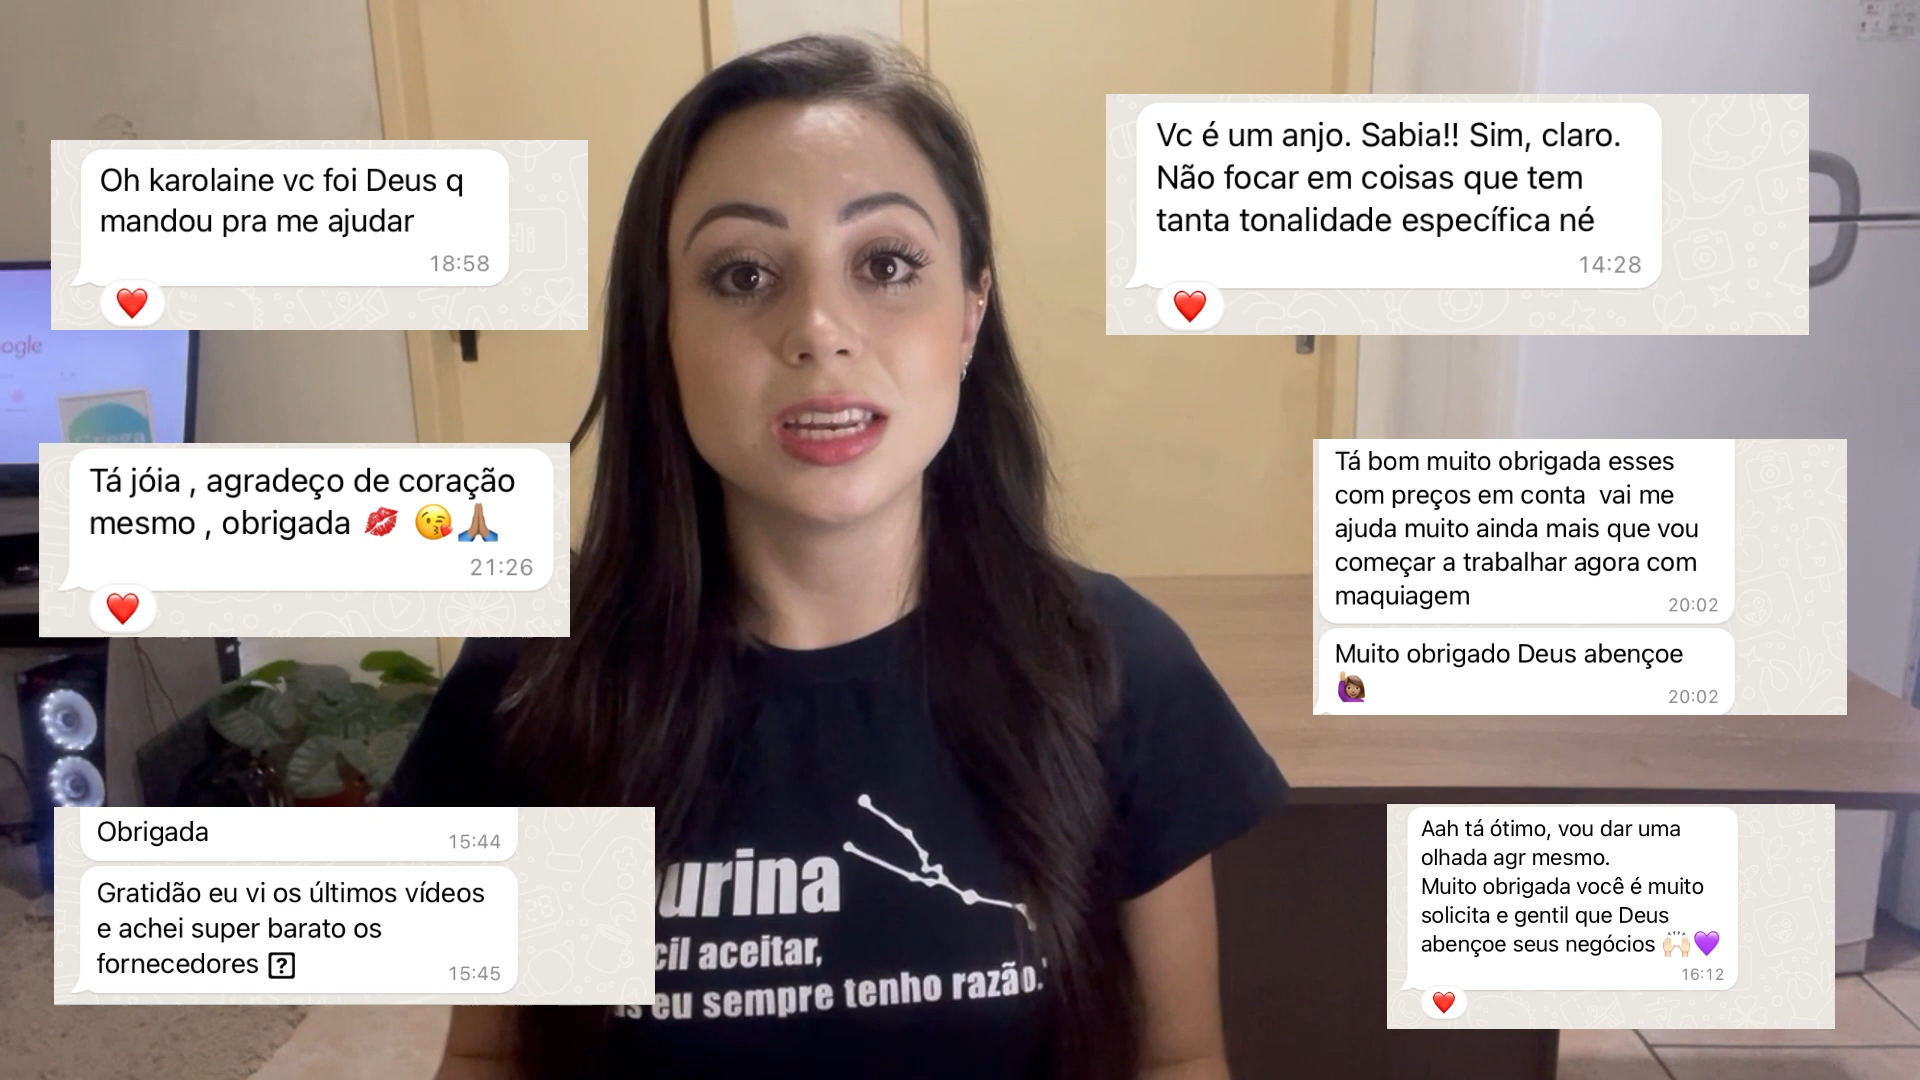 Oh karolaine vc foi Deus q
mandou pra me ajudar
18:58
Vc é um anjo. Sabia!! Sim, claro.
Não focar em coisas que tem
tanta tonalidade específica né
14:28
ogle
Tá jóia , agradeço de coração
mesmo , obrigada 💋 😘🙏🏽
21:26
Tá bom muito obrigada esses
com preços em conta vai me
ajuda muito ainda mais que vou
começar a trabalhar agora com
maquiagem
20:02
Muito obrigado Deus abençoe
🙋🏽‍♀️
20:02
Obrigada
15:44
Gratidão eu vi os últimos vídeos
e achei super barato os
fornecedores ⍰
15:45
Aah tá ótimo, vou dar uma
olhada agr mesmo.
Muito obrigada você é muito
solicita e gentil que Deus
abençoe seus negócios 🙌🏻💜
16:12
urina
cil aceitar,
s eu sempre tenho razão.